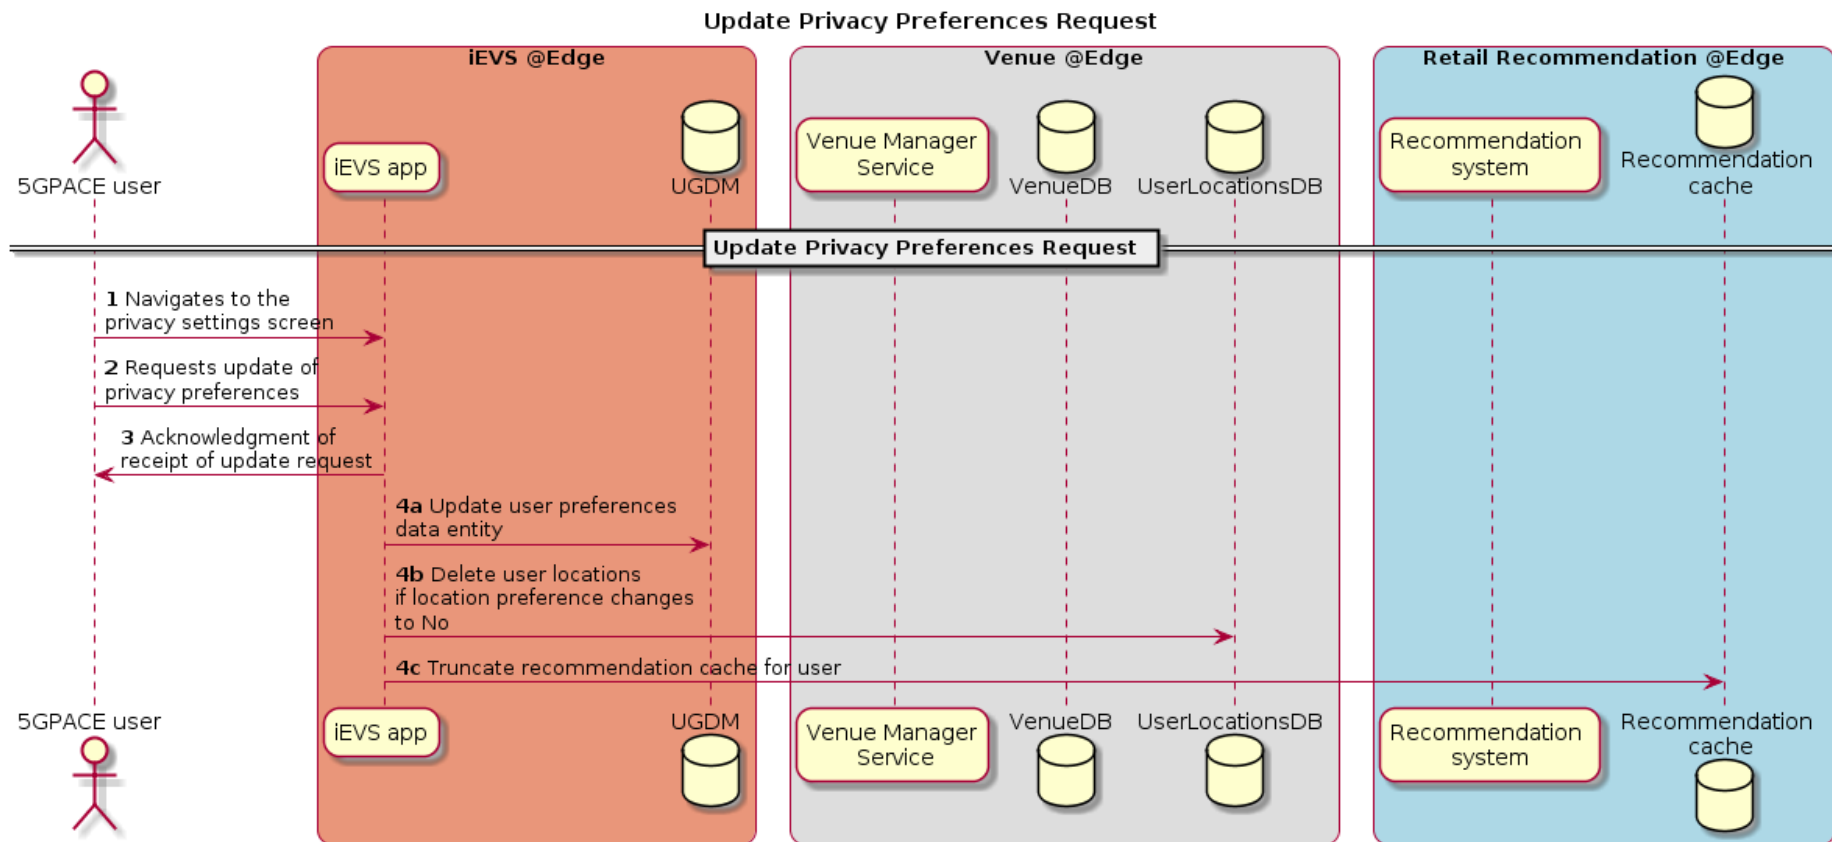 Update Privacy Preferences Request
iEVS @Edge
Venue @Edge
Retail Recommendation @Edge
5GPACE user
iEVS app
UGDM
Venue Manager
Service
VenueDB
UserLocationsDB
Recommendation
system
Recommendation
cache
Update Privacy Preferences Request
1 Navigates to the
privacy settings screen
2 Requests update of
privacy preferences
3 Acknowledgment of
receipt of update request
4a Update user preferences
data entity
4b Delete user locations
if location preference changes
to No
4c Truncate recommendation cache for user
5GPACE user
iEVS app
UGDM
Venue Manager
Service
VenueDB
UserLocationsDB
Recommendation
system
Recommendation
cache